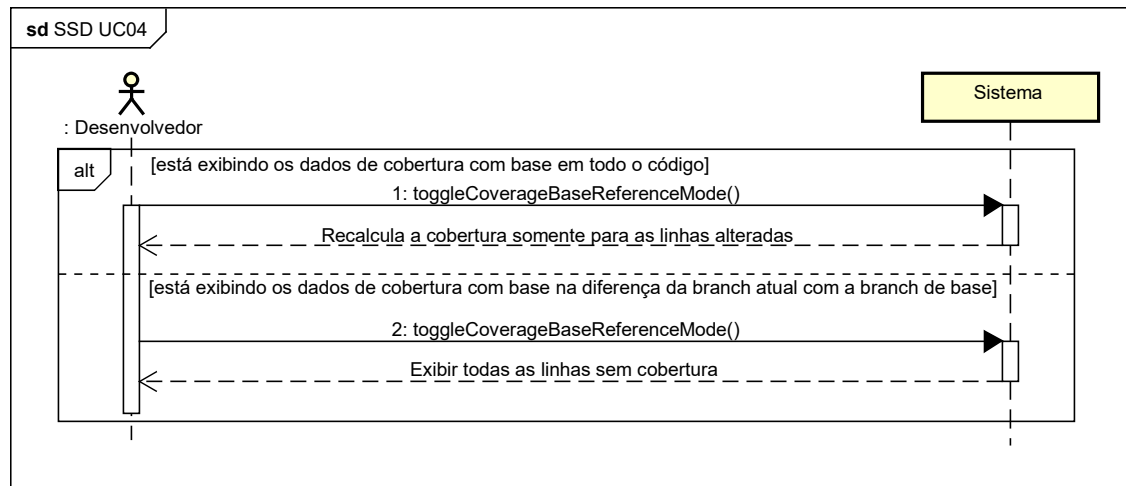 sd SSD UC04
Sistema
: Desenvolvedor
alt
[está exibindo os dados de cobertura com base em todo o código]
1: toggleCoverageBaseReferenceMode()
Recalcula a cobertura somente para as linhas alteradas
[está exibindo os dados de cobertura com base na diferença da branch atual com a branch de base]
2: toggleCoverageBaseReferenceMode()
Exibir todas as linhas sem cobertura